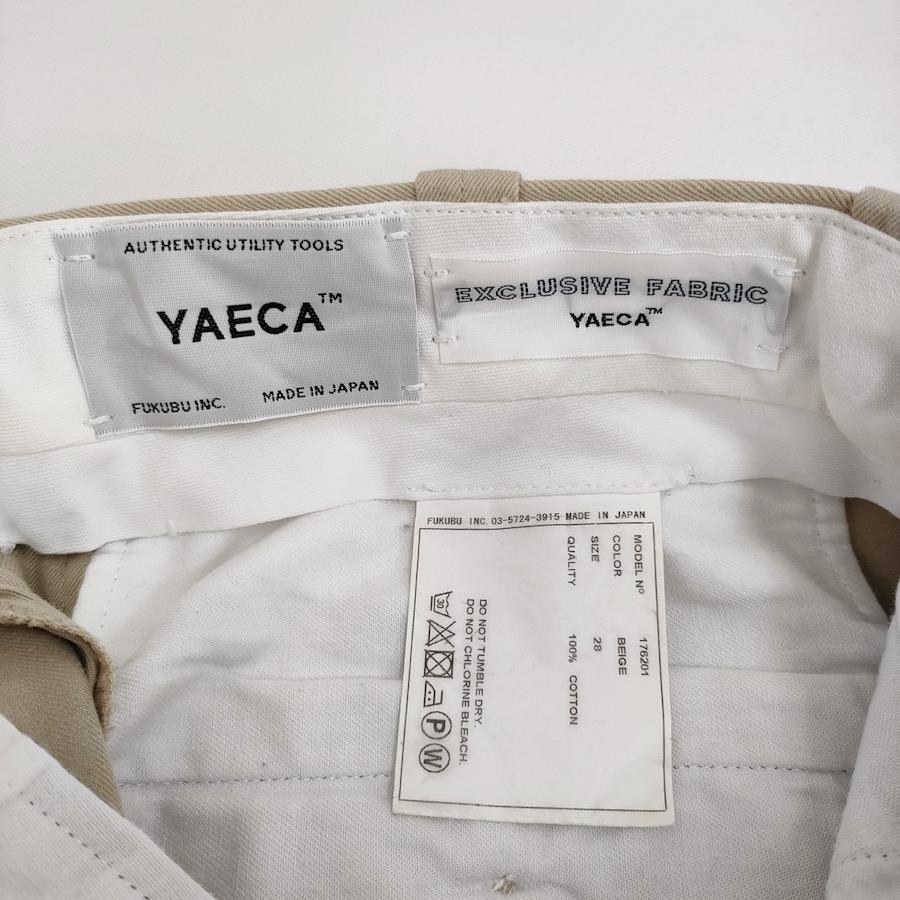 AUTHENTIC UTILITY TOOLS
YAECA™
FUKUBU INC. MADE IN JAPAN
EXCLUSIVE FABRIC
YAECA™
FUKUBU INC. 03-5724-3915 MADE IN JAPAN
MODEL Nº 176201
COLOR BEIGE
SIZE 28
QUALITY 100% COTTON
DO NOT TUMBLE DRY.
DO NOT CHLORINE BLEACH.
30
P W